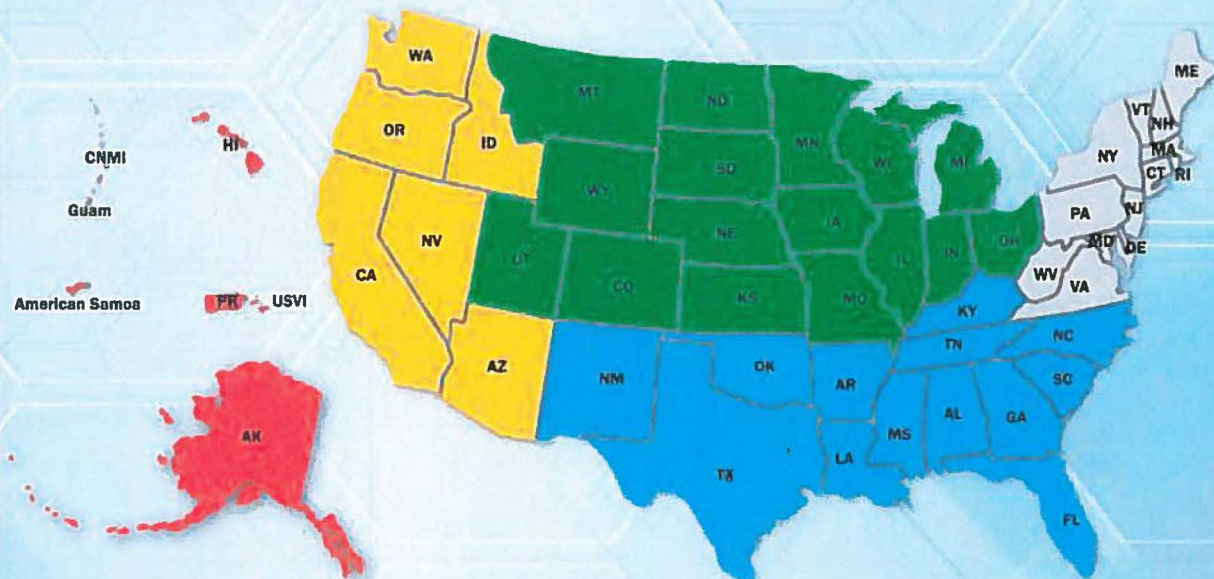 WA
OR
ID
CA
NV
AZ
MT
ND
SD
WY
NE
UT
CO
KS
MN
IA
MO
WI
IL
MI
IN
OH
ME
VT
NH
MA
NY
CT
RI
PA
NJ
MD
DE
WV
VA
KY
TN
NC
SC
NM
OK
AR
TX
LA
MS
AL
GA
FL
CNMI
Guam
HI
American Samoa
PR
USVI
AK